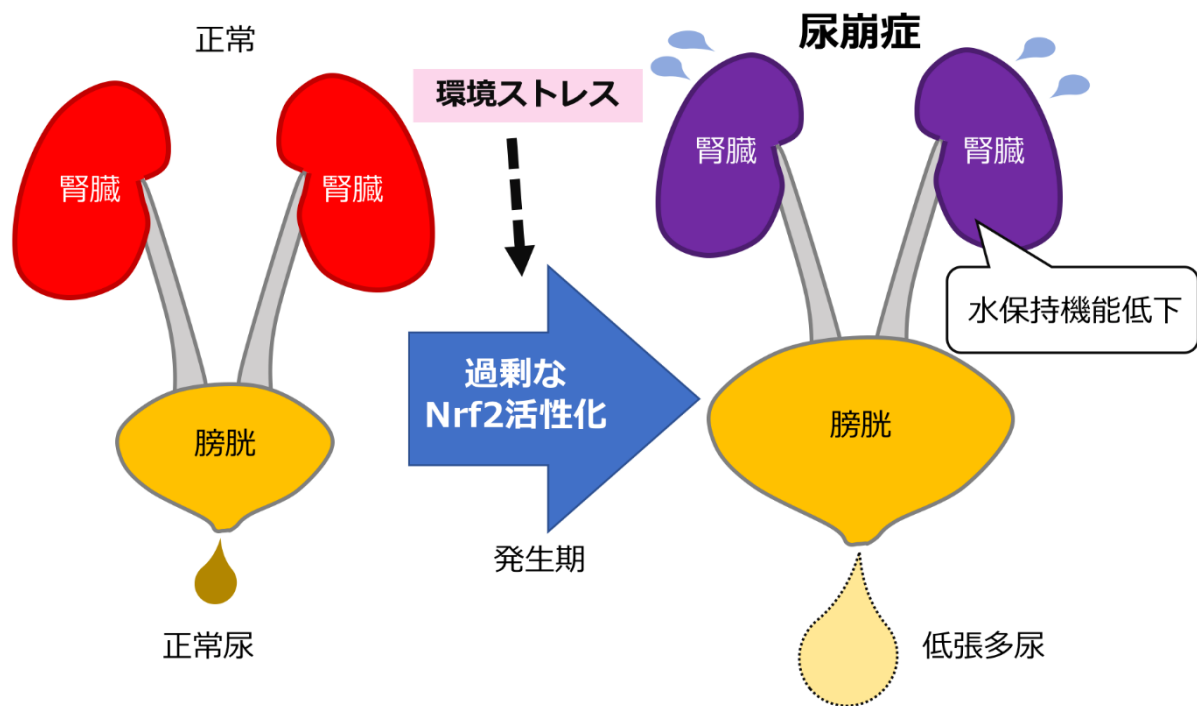 正常
腎臓
腎臓
膀胱
正常尿
環境ストレス
過剰な
Nrf2活性化
発生期
尿崩症
腎臓
腎臓
水保持機能低下
膀胱
低張多尿